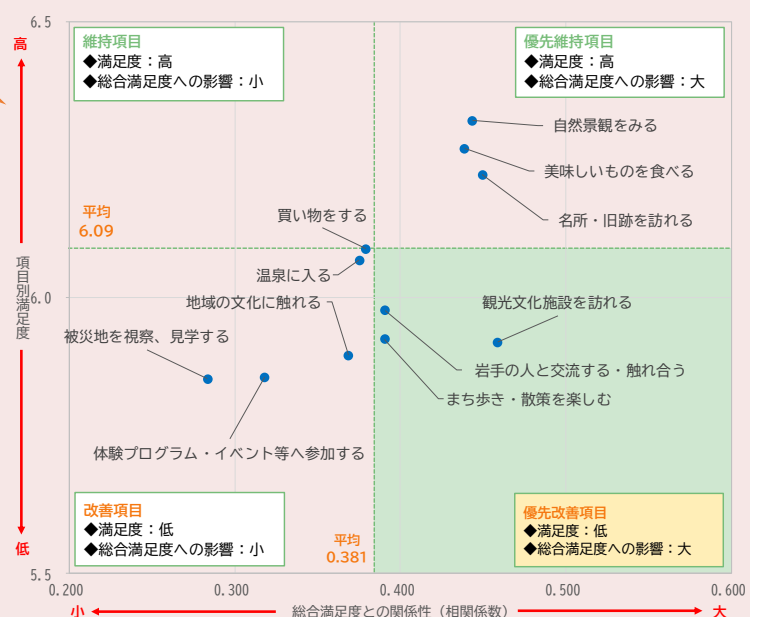 6.5
高
維持項目
◆満足度：高
◆総合満足度への影響：小
優先維持項目
◆満足度：高
◆総合満足度への影響：大
自然景観をみる
美味しいものを食べる
名所・旧跡を訪れる
平均
6.09
買い物をする
温泉に入る
項目別満足度
6.0
地域の文化に触れる
観光文化施設を訪れる
被災地を視察、見学する
岩手の人と交流する・触れ合う
まち歩き・散策を楽しむ
体験プログラム・イベント等へ参加する
改善項目
◆満足度：低
◆総合満足度への影響：小
平均
0.381
優先改善項目
◆満足度：低
◆総合満足度への影響：大
低
5.5
0.200
0.300
0.400
0.500
0.600
小
総合満足度との関係性（相関係数）
大